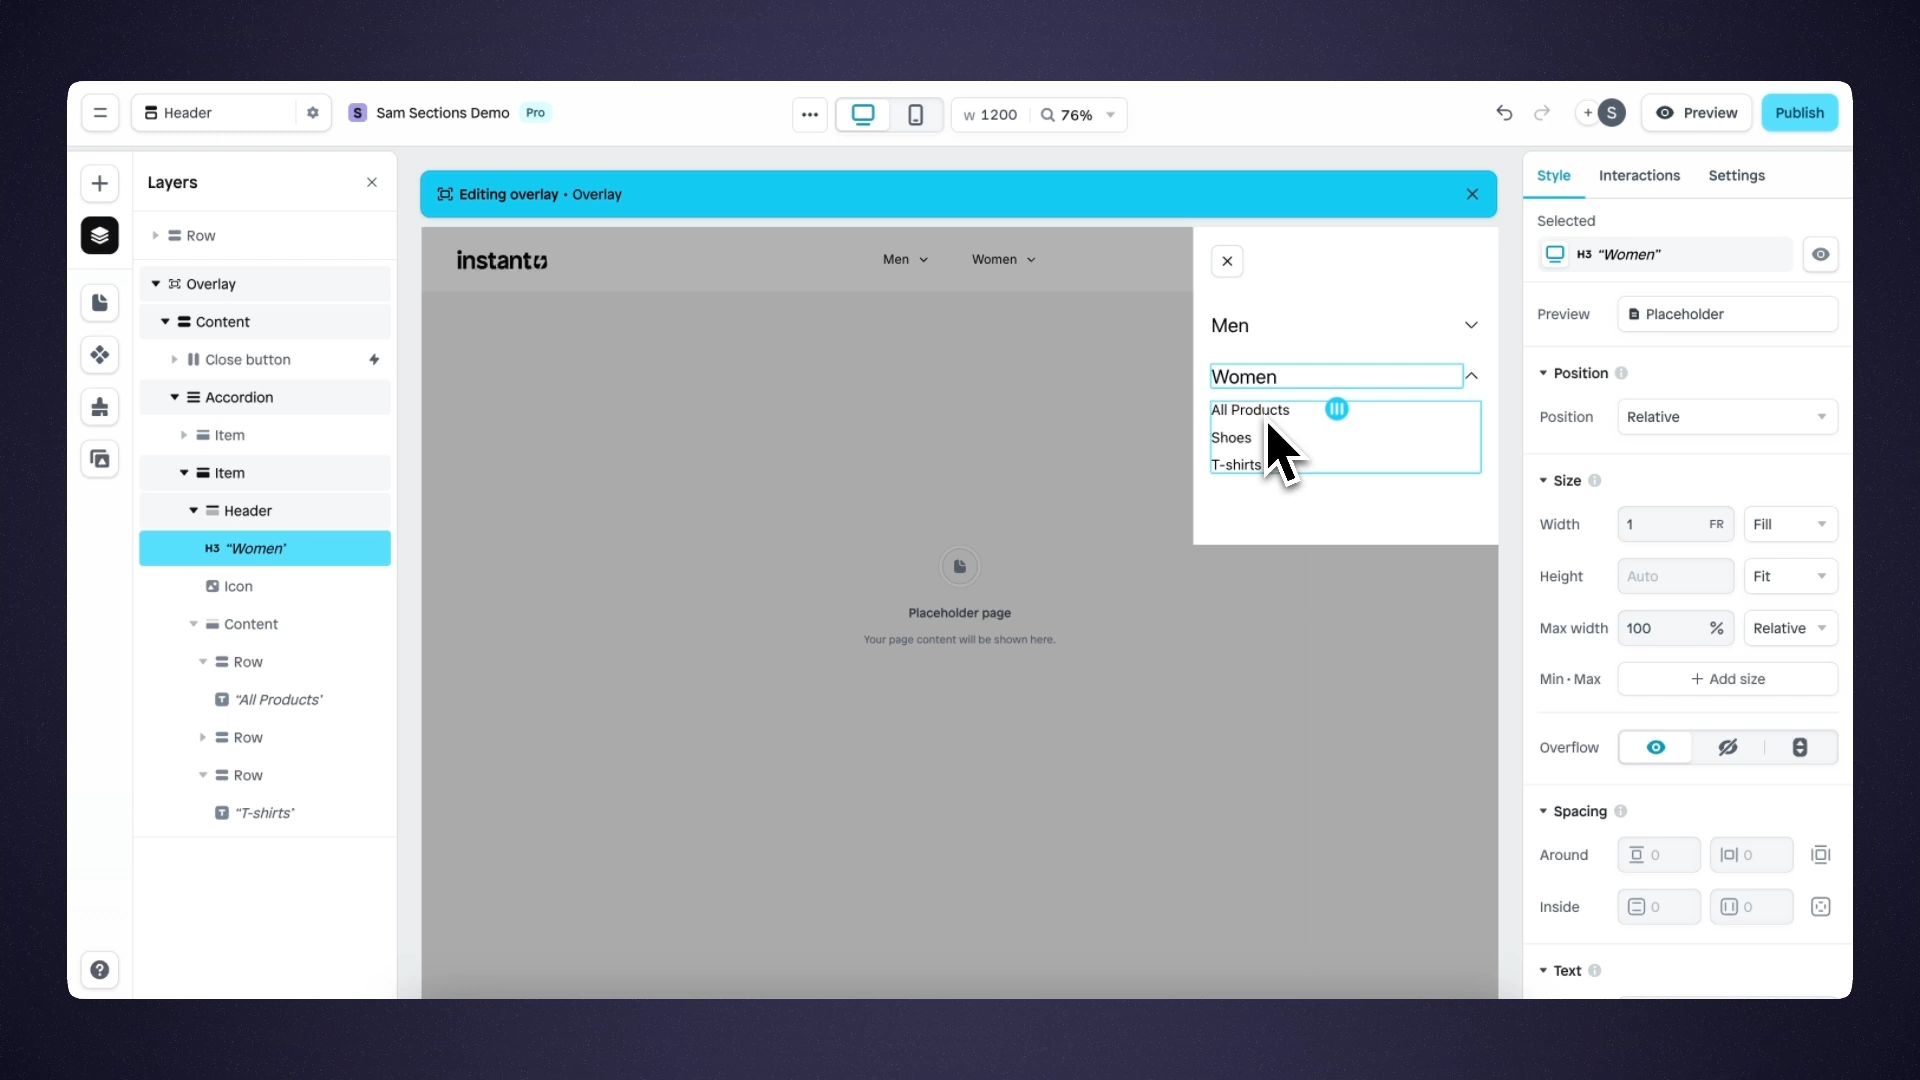 Header
S Sam Sections Demo Pro
W 1200 76%
+ S Preview Publish
Layers
Row
Overlay
Content
Close button
Accordion
Item
Item
Header
H3 “Women”
Icon
Content
Row
T “All Products”
Row
Row
T “T-shirts”
Editing overlay • Overlay
instant
Men
Women
Placeholder page
Your page content will be shown here.
Men
Women
All Products
Shoes
T-shirts
Style Interactions Settings
Selected
H3 “Women”
Preview Placeholder
Position
Position Relative
Size
Width 1 FR Fill
Height Auto Fit
Max width 100 % Relative
Min • Max + Add size
Overflow
Spacing
Around 0 0
Inside 0 0
Text